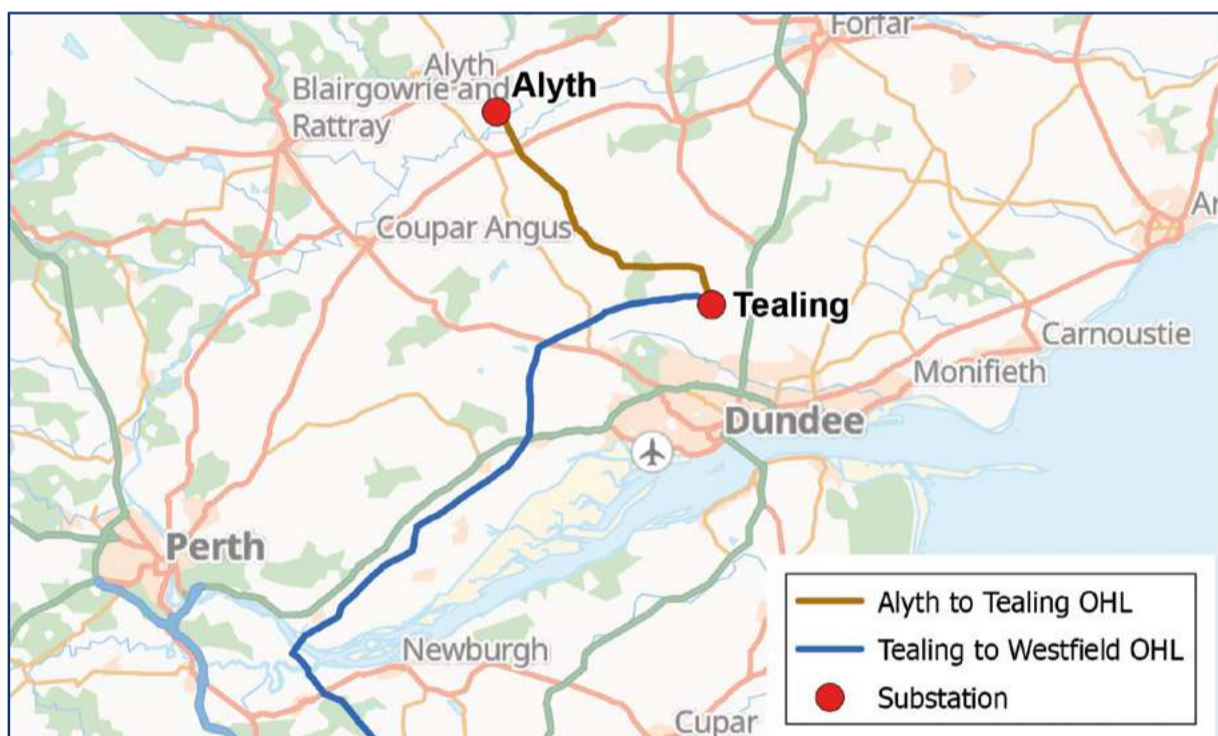 Forfar
Alyth
Alyth
Blairgowrie and
Rattray
Coupar Angus
Ar
Tealing
Carnoustie
Monifieth
Dundee
Perth
Newburgh
Cupar
Alyth to Tealing OHL
Tealing to Westfield OHL
Substation